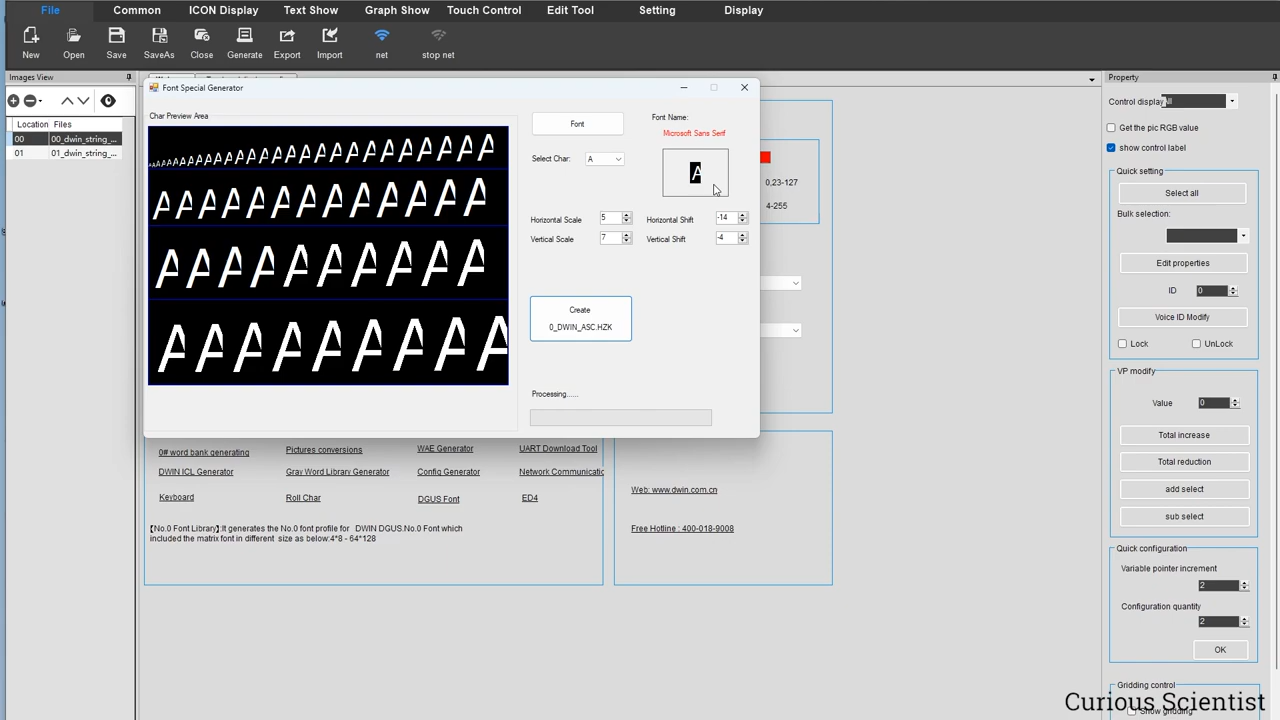 File
Common
ICON Display
Text Show
Graph Show
Touch Control
Edit Tool
Setting
Display
New
Open
Save
SaveAs
Close
Generate
Export
Import
net
stop net
Images View
Location
Files
00
00_dwin_string_...
01
01_dwin_string_...
Font Special Generator
Char Preview Area
AAAAAAAAAAAAAAAAAAAA
AAAAAAAAAAAAA
AAAAAAAAAA
AAAAAAAAA
Font
Font Name:
Microsoft Sans Serif
Select Char:
A
A
Horizontal Scale
5
Horizontal Shift
-14
Vertical Scale
7
Vertical Shift
-4
Create
0_DWIN_ASC.HZK
Processing......
0,23-127
4-255
0# word bank generating
Pictures conversions
WAE Generator
UART Download Tool
DWIN ICL Generator
Gray Word Library Generator
Config Generator
Network Communicatic
Keyboard
Roll Char
DGUS Font
ED4
【No.0 Font Library】:It generates the No.0 font profile for DWIN DGUS.No.0 Font which
included the matrix font in different size as below:4*8 - 64*128
Web: www.dwin.com.cn
Free Hotline : 400-018-9008
Property
Control display
All
Get the pic RGB value
show control label
Quick setting
Select all
Bulk selection:
Edit properties
ID
0
Voice ID Modify
Lock
UnLock
VP modify
Value
0
Total increase
Total reduction
add select
sub select
Quick configuration
Variable pointer increment
2
Configuration quantity
2
OK
Gridding control
Show gridding
Curious Scientist